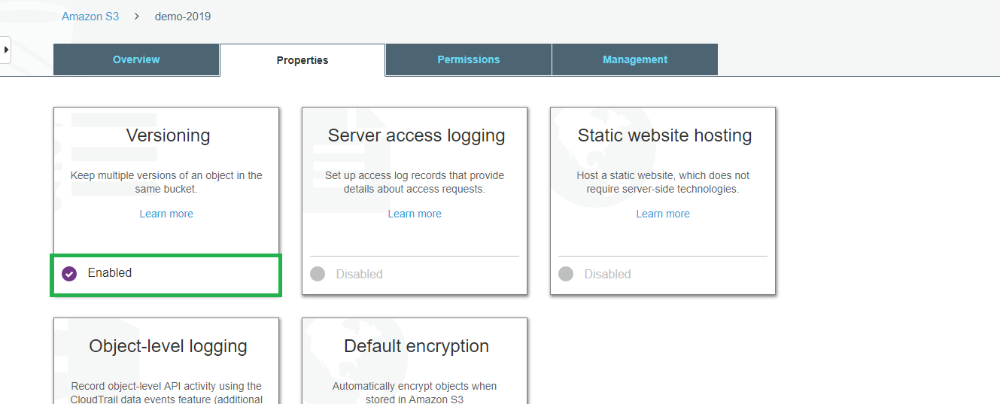 Amazon S3 > demo-2019
Overview
Properties
Permissions
Management
Versioning
Keep multiple versions of an object in the
same bucket.
Learn more
Enabled
Server access logging
Set up access log records that provide
details about access requests.
Learn more
Disabled
Static website hosting
Host a static website, which does not
require server-side technologies.
Learn more
Disabled
Object-level logging
Record object-level API activity using the
CloudTrail data events feature (additional
Default encryption
Automatically encrypt objects when
stored in Amazon S3